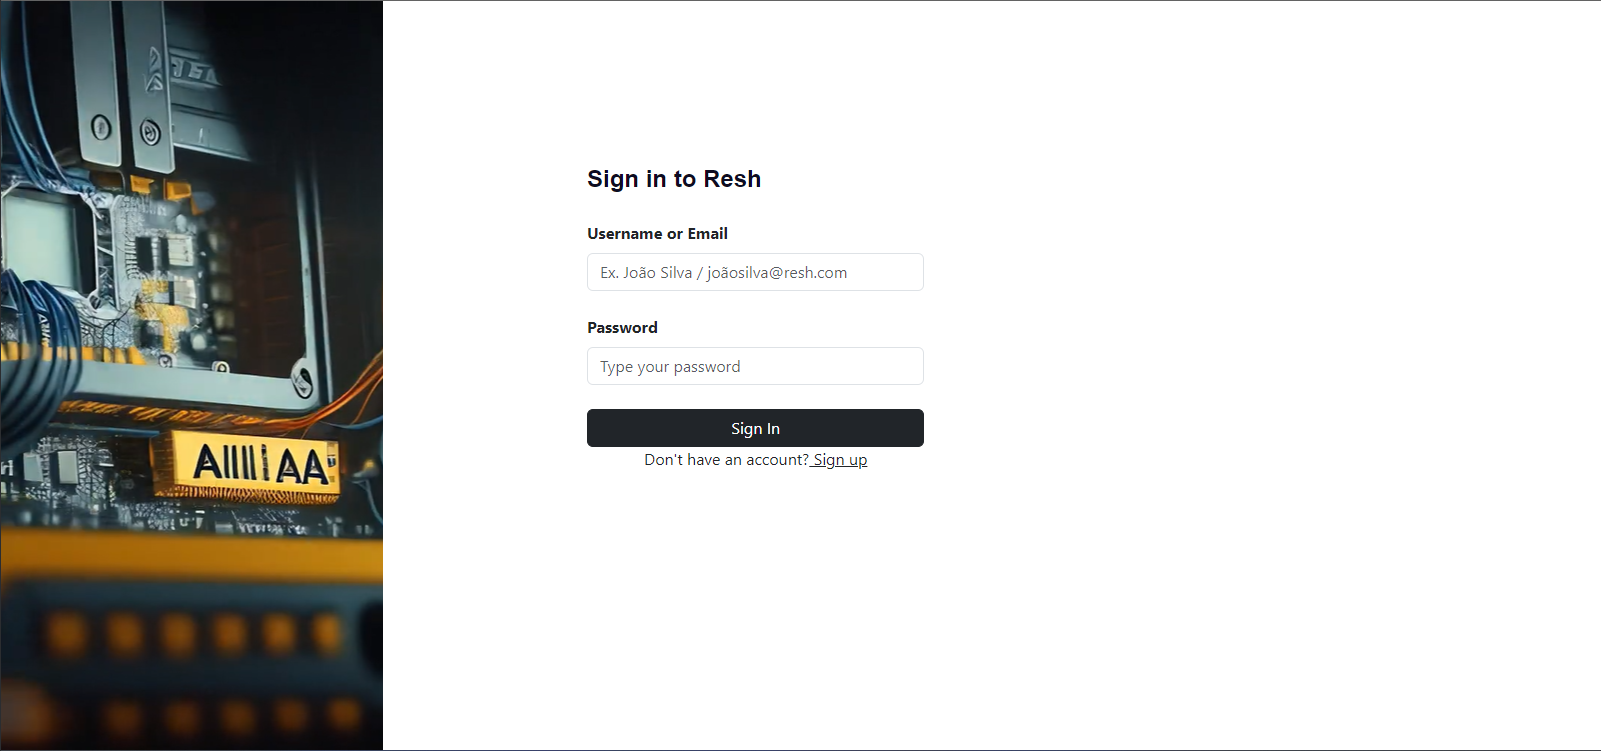 Sign in to Resh
Username or Email
Ex. João Silva / joãosilva@resh.com
Password
Type your password
Sign In
Don't have an account? Sign up